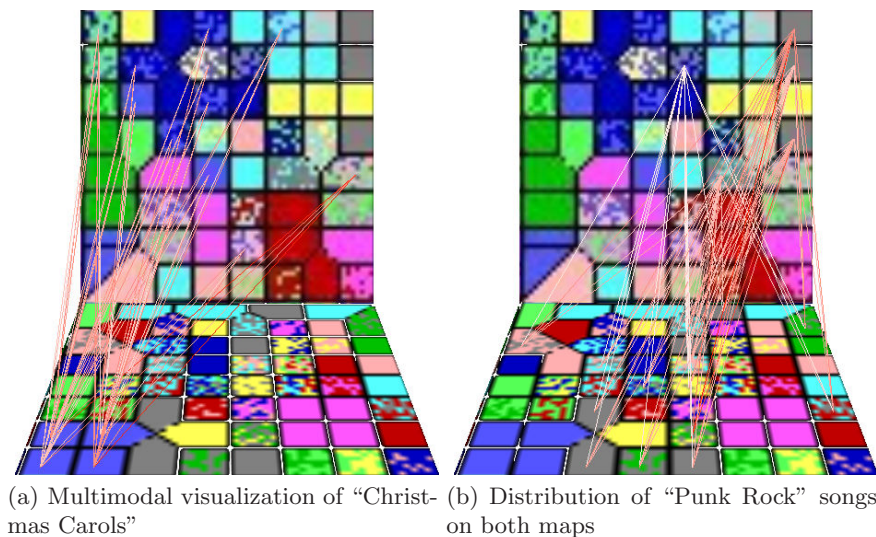 (a) Multimodal visualization of “Christ-
mas Carols”
(b) Distribution of “Punk Rock” songs
on both maps